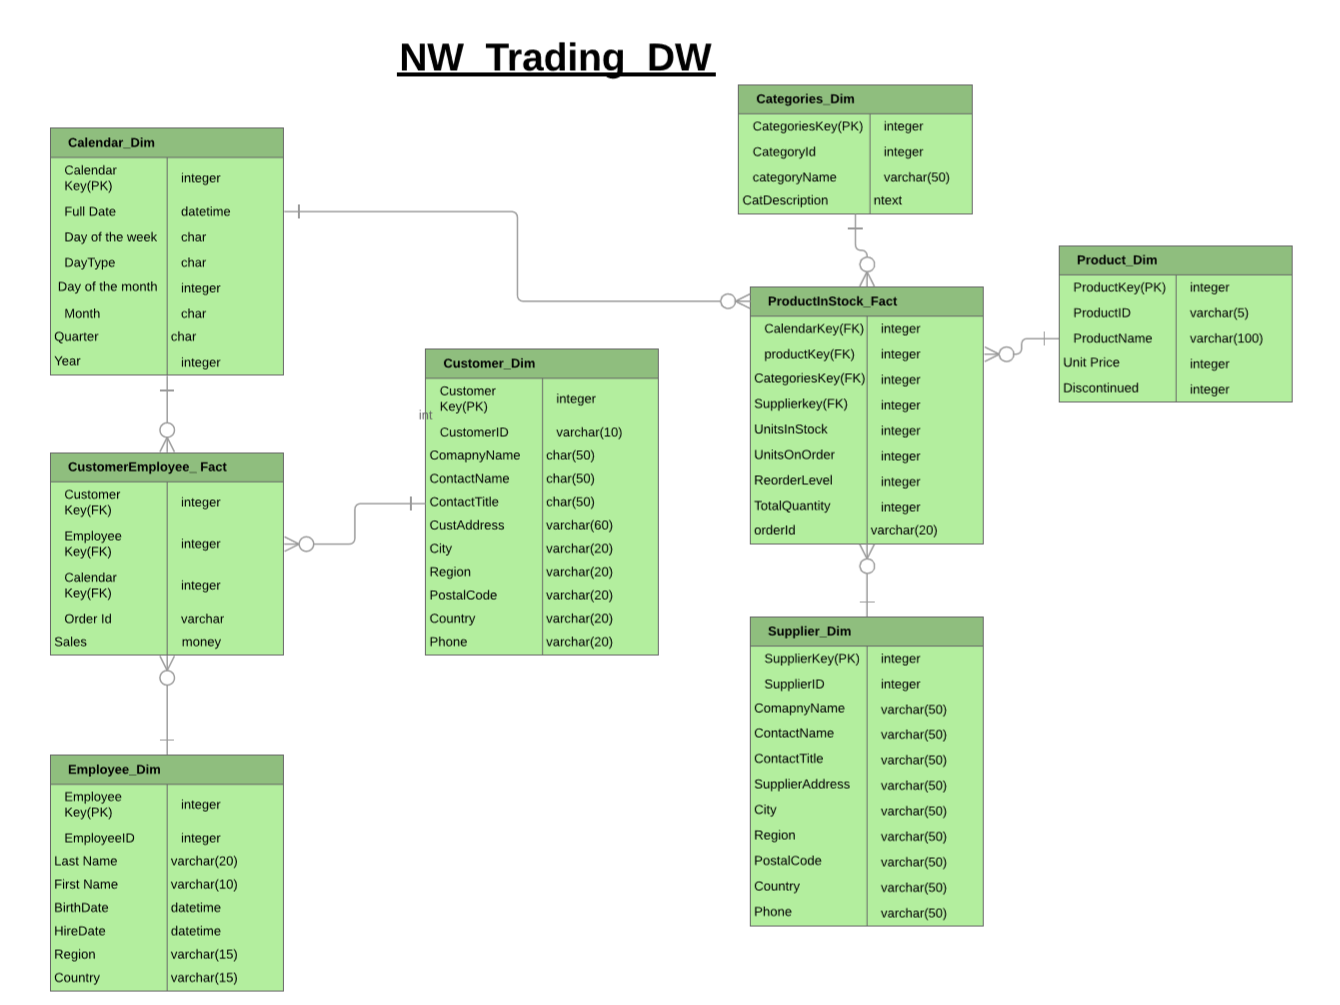 NW Trading DW
Calendar_Dim
Calendar
Key(PK) integer
Full Date datetime
Day of the week char
DayType char
Day of the month integer
Month char
Quarter char
Year integer
CustomerEmployee_ Fact
Customer
Key(FK) integer
Employee
Key(FK) integer
Calendar
Key(FK) integer
Order Id varchar
Sales money
Employee_Dim
Employee
Key(PK) integer
EmployeeID integer
Last Name varchar(20)
First Name varchar(10)
BirthDate datetime
HireDate datetime
Region varchar(15)
Country varchar(15)
Customer_Dim
Customer
Key(PK) integer
int
CustomerID varchar(10)
ComapnyName char(50)
ContactName char(50)
ContactTitle char(50)
CustAddress varchar(60)
City varchar(20)
Region varchar(20)
PostalCode varchar(20)
Country varchar(20)
Phone varchar(20)
Categories_Dim
CategoriesKey(PK) integer
CategoryId integer
categoryName varchar(50)
CatDescription ntext
ProductInStock_Fact
CalendarKey(FK) integer
productKey(FK) integer
CategoriesKey(FK) integer
Supplierkey(FK) integer
UnitsInStock integer
UnitsOnOrder integer
ReorderLevel integer
TotalQuantity integer
orderId varchar(20)
Supplier_Dim
SupplierKey(PK) integer
SupplierID integer
ComapnyName varchar(50)
ContactName varchar(50)
ContactTitle varchar(50)
SupplierAddress varchar(50)
City varchar(50)
Region varchar(50)
PostalCode varchar(50)
Country varchar(50)
Phone varchar(50)
Product_Dim
ProductKey(PK) integer
ProductID varchar(5)
ProductName varchar(100)
Unit Price integer
Discontinued integer